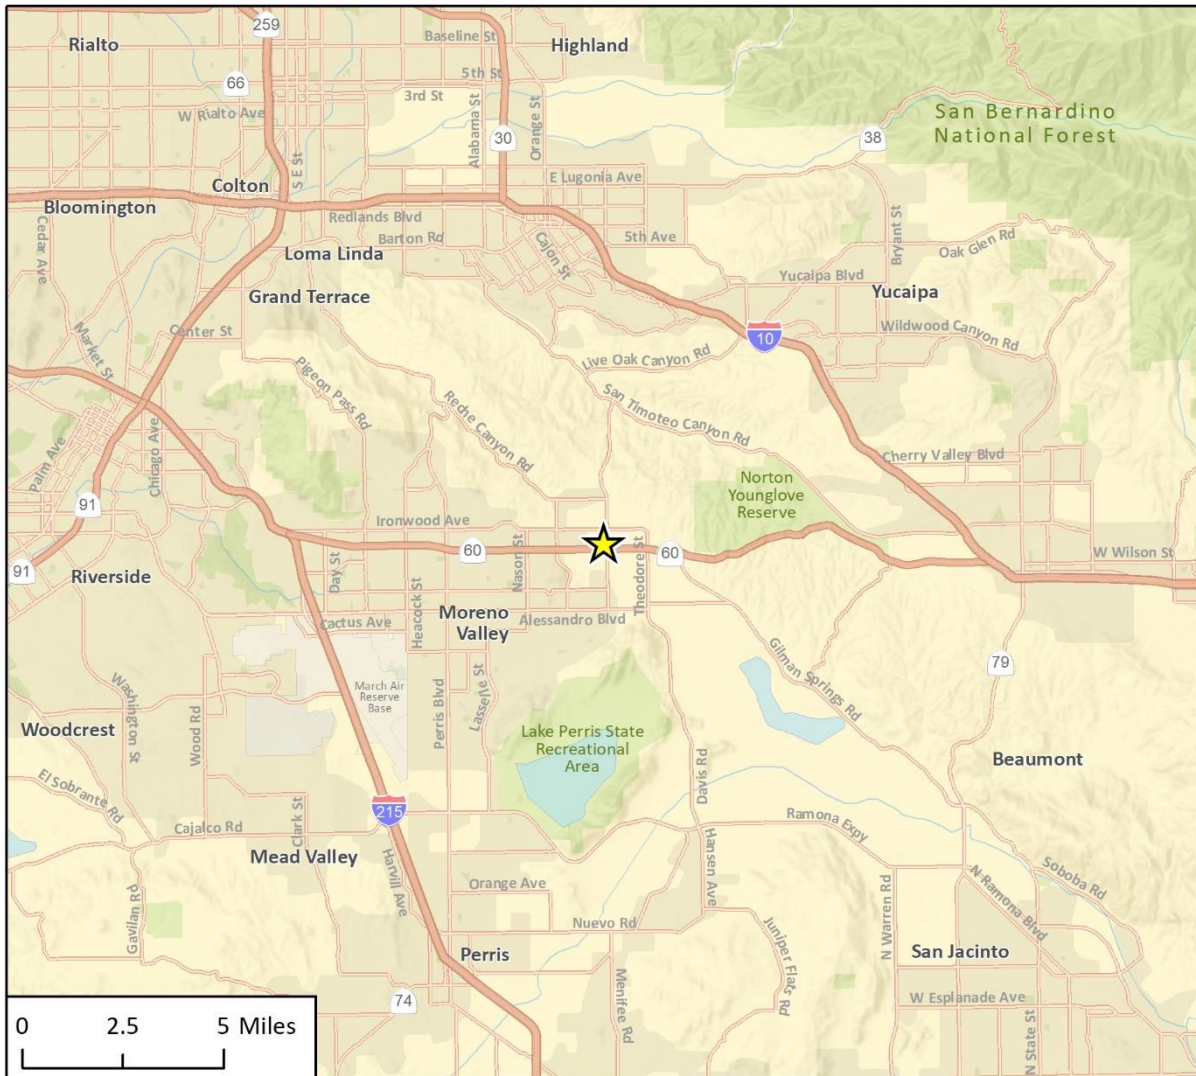 259
Rialto
Baseline St
Highland
66
5th St
3rd St
W Rialto Ave
Alabama St
Orange St
30
38
San Bernardino
National Forest
S E St
E Lugonia Ave
Colton
Bloomington
Redlands Blvd
Barton Rd
5th Ave
Cedar Ave
Loma Linda
Cajon St
Bryant St
Oak Glen Rd
Yucaipa Blvd
Grand Terrace
Yucaipa
Center St
Market St
10
Wildwood Canyon Rd
Live Oak Canyon Rd
Pigeon Pass Rd
Reche Canyon Rd
San Timoteo Canyon Rd
Palm Ave
Chicago Ave
Cherry Valley Blvd
Norton
Younglove
Reserve
91
Ironwood Ave
60
Nason St
Theodore St
60
W Wilson St
91
Riverside
Day St
Heacock St
Moreno
Valley
Alessandro Blvd
Cactus Ave
Gilman Springs Rd
79
March Air
Reserve
Base
Perris Blvd
Lasselle St
Washington St
Wood Rd
Woodcrest
Lake Perris State
Recreational
Area
Davis Rd
Beaumont
El Sobrante Rd
215
Cajalco Rd
Clark St
Ramona Expy
Mead Valley
Harvill Ave
Hansen Ave
Soboba Rd
Orange Ave
N Warren Rd
N Ramona Blvd
Gavilan Rd
Nuevo Rd
Juniper Flats Rd
Perris
San Jacinto
Menifee Rd
74
W Esplanade Ave
N State St
0 2.5 5 Miles